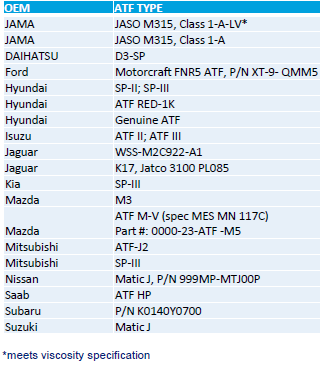 OEM ATF TYPE
JAMA JASO M315, Class 1-A-LV*
JAMA JASO M315, Class 1-A
DAIHATSU D3-SP
Ford Motorcraft FNR5 ATF, P/N XT-9- QMM5
Hyundai SP-II; SP-III
Hyundai ATF RED-1K
Hyundai Genuine ATF
Isuzu ATF II; ATF III
Jaguar WSS-M2C922-A1
Jaguar K17, Jatco 3100 PL085
Kia SP-III
Mazda M3
ATF M-V (spec MES MN 117C)
Mazda Part #: 0000-23-ATF -M5
Mitsubishi ATF-J2
Mitsubishi SP-III
Nissan Matic J, P/N 999MP-MTJ00P
Saab ATF HP
Subaru P/N K0140Y0700
Suzuki Matic J
*meets viscosity specification